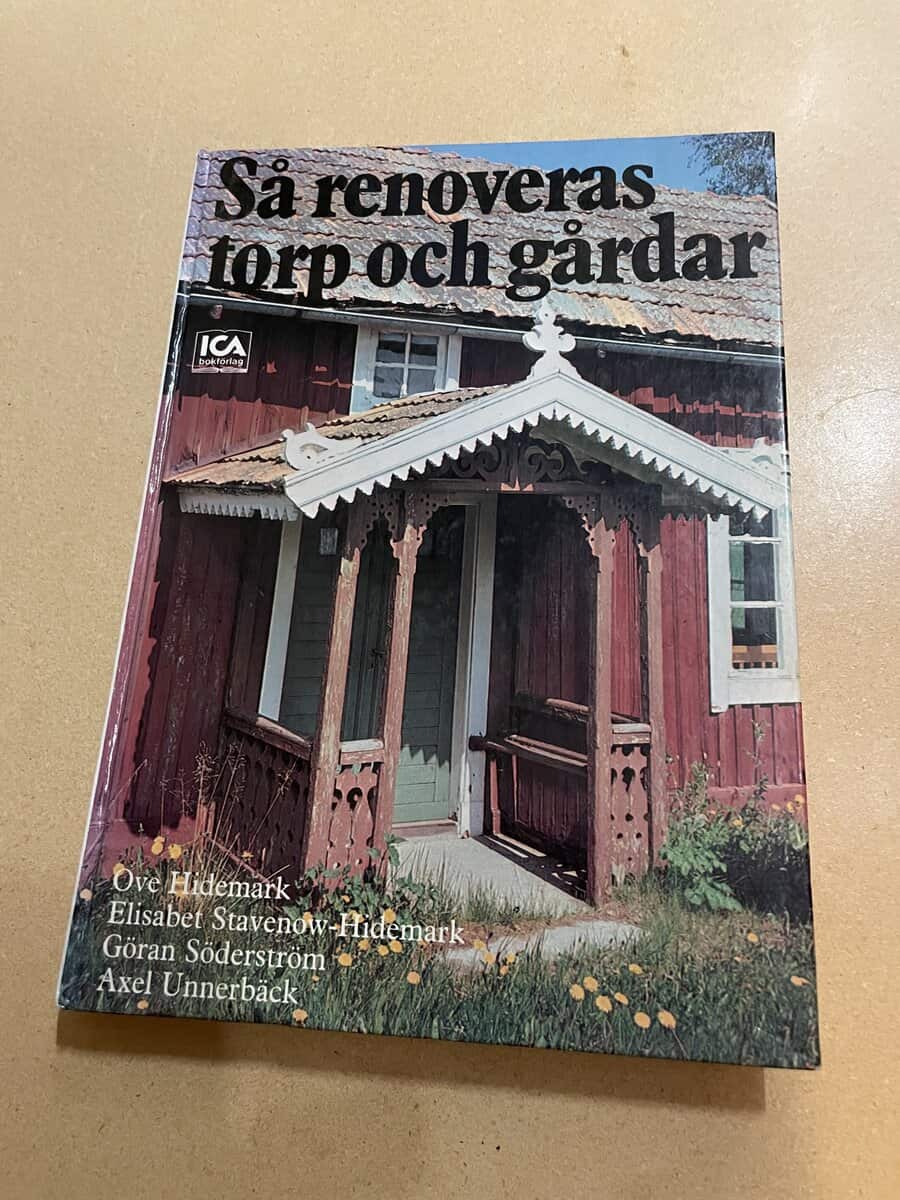 Så renoveras
torp och gårdar
ICA
bokförlag
Ove Hidemark
Elisabet Stavenow-Hidemark
Göran Söderström
Axel Unnerbäck